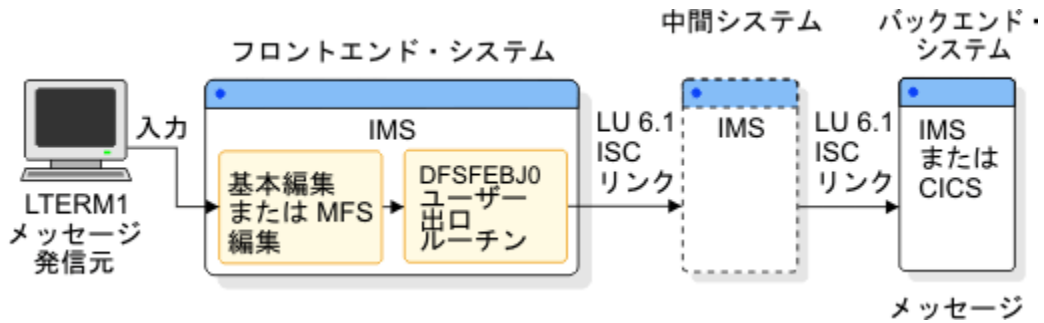 フロントエンド・システム
中間システム
バックエンド・
システム
入力
LTERM1
メッセージ
発信元
IMS
基本編集
または MFS
編集
DFSFEBJ0
ユーザー
出口
ルーチン
LU 6.1
ISC
リンク
IMS
LU 6.1
ISC
リンク
IMS
または
CICS
メッセージ